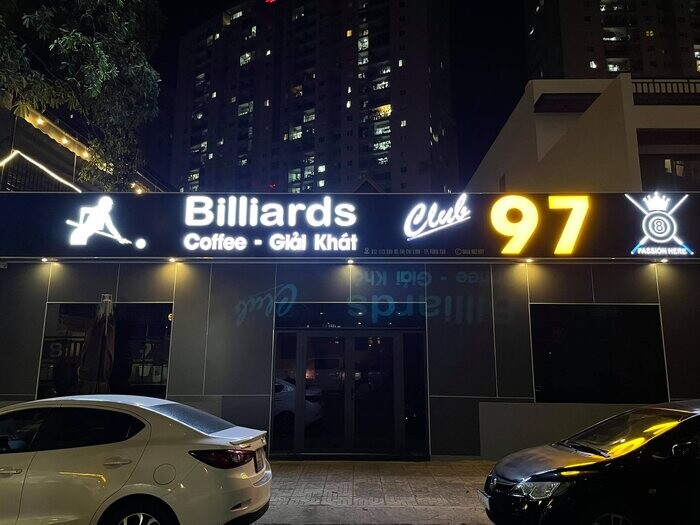 Billiards
Coffee - Giải Khát
Club
97
8
PASSION HERE